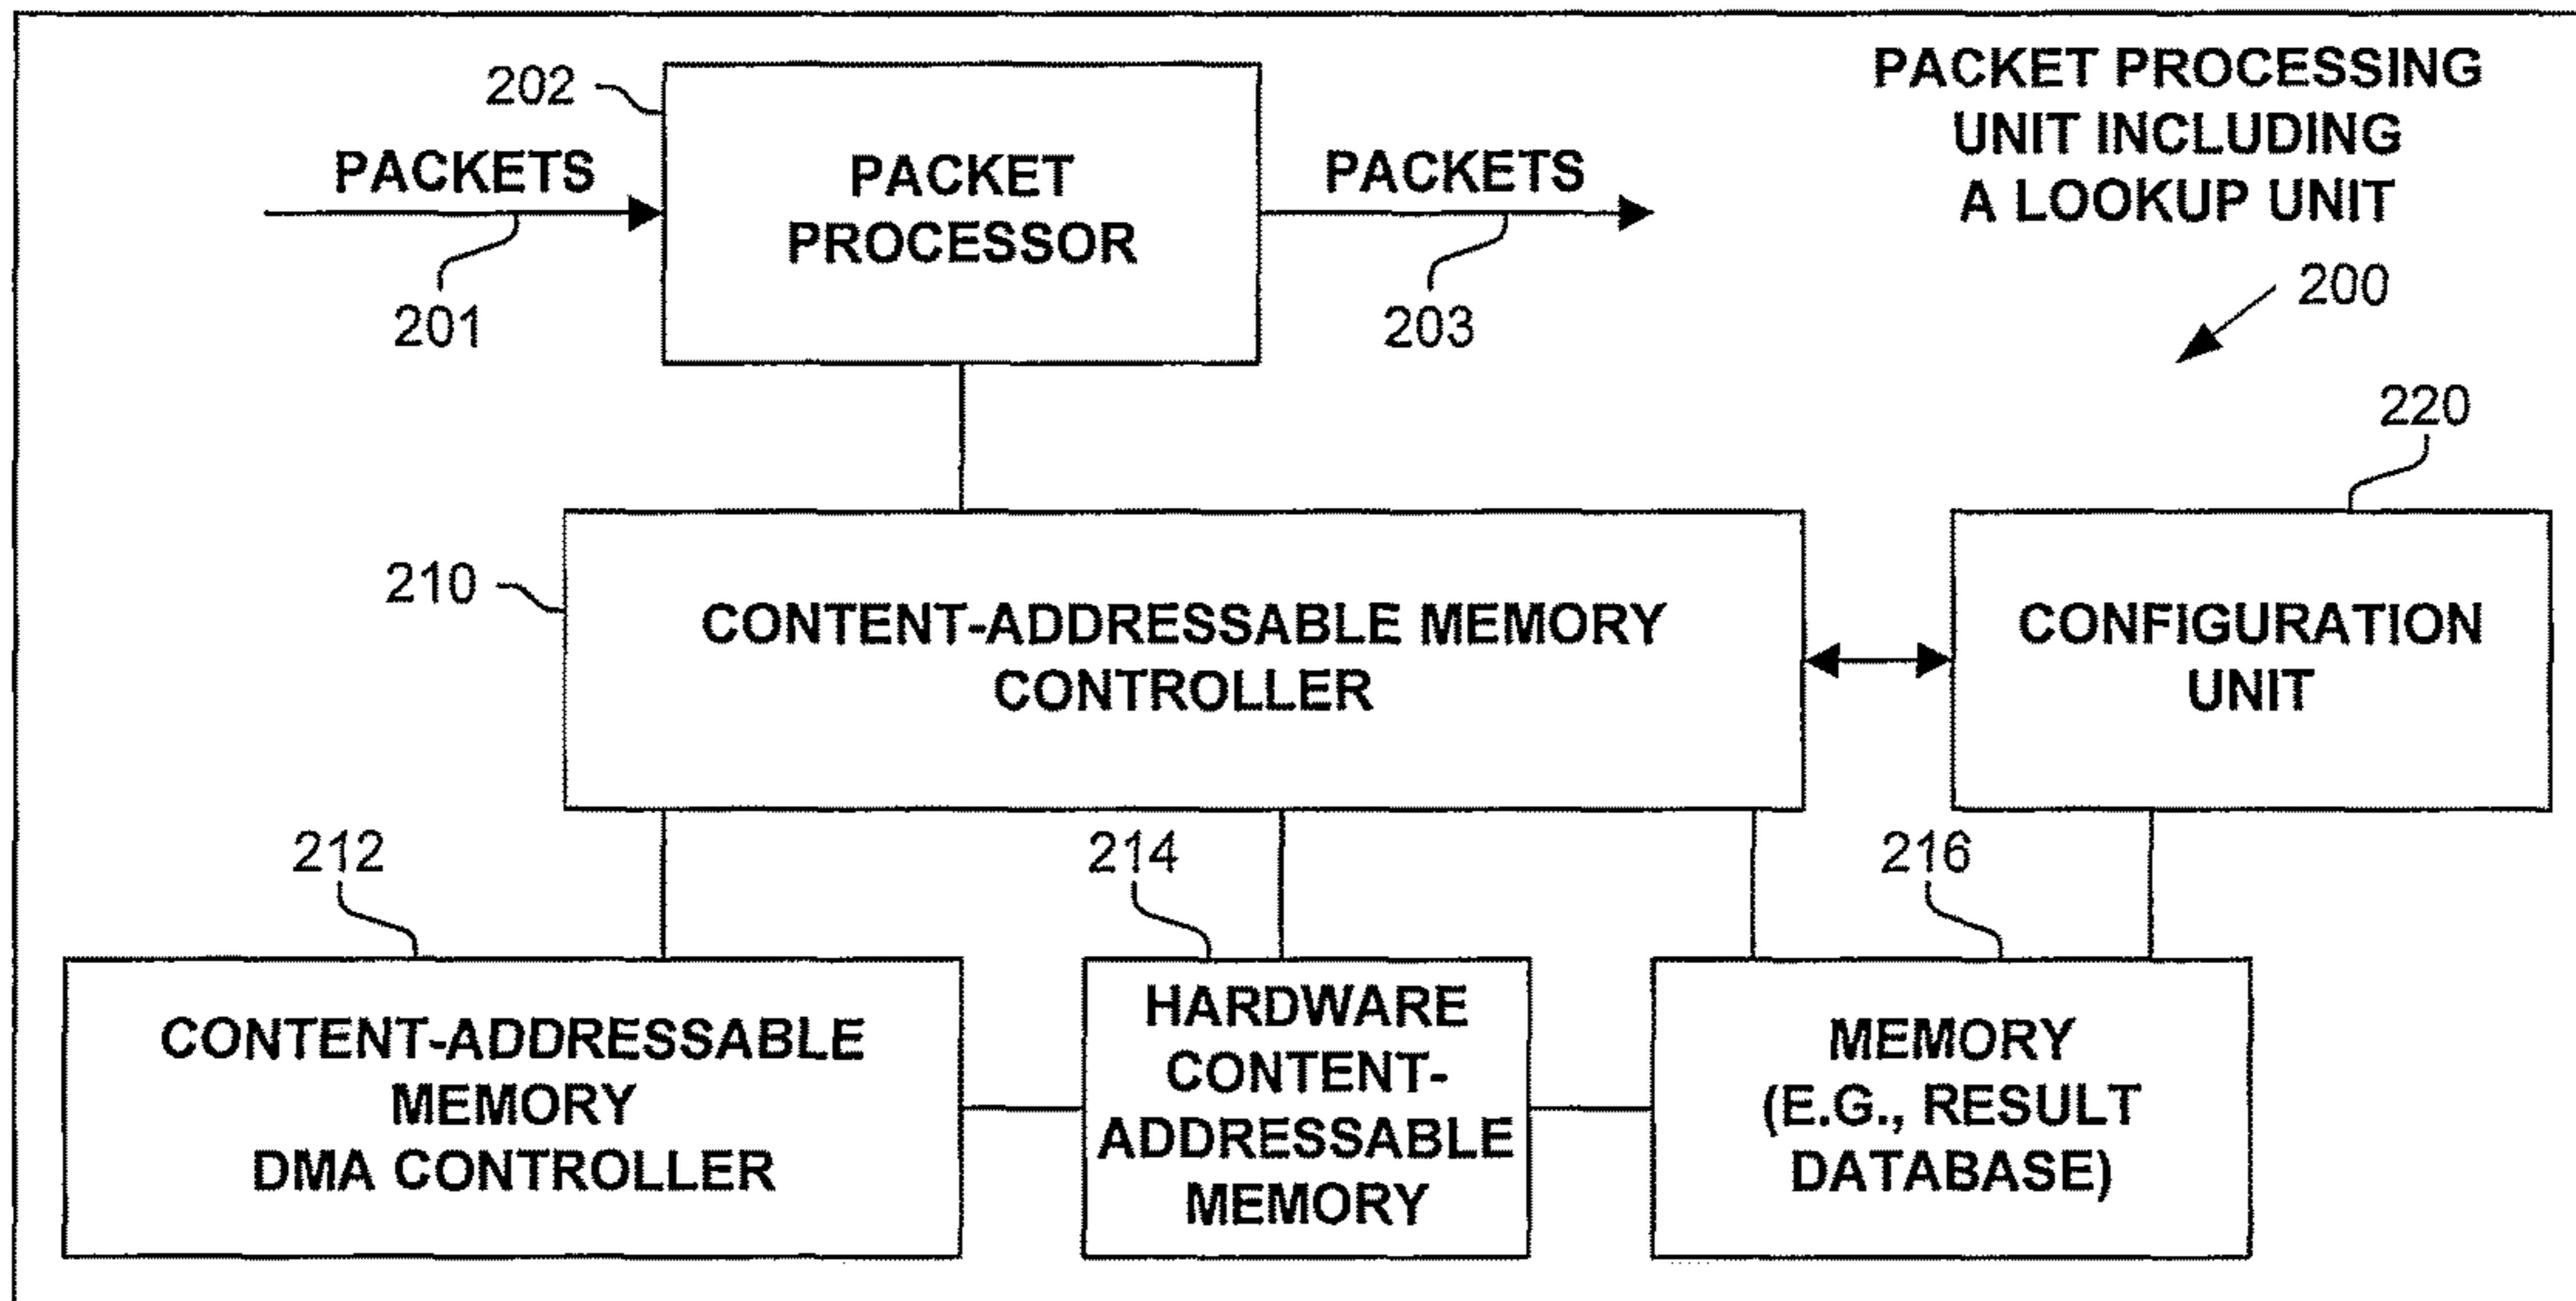 202
PACKETS
201
PACKET
PROCESSOR
PACKETS
203
PACKET PROCESSING
UNIT INCLUDING
A LOOKUP UNIT
200
220
210
CONTENT-ADDRESSABLE MEMORY
CONTROLLER
CONFIGURATION
UNIT
212
214
216
CONTENT-ADDRESSABLE
MEMORY
DMA CONTROLLER
HARDWARE
CONTENT-
ADDRESSABLE
MEMORY
MEMORY
(E.G., RESULT
DATABASE)